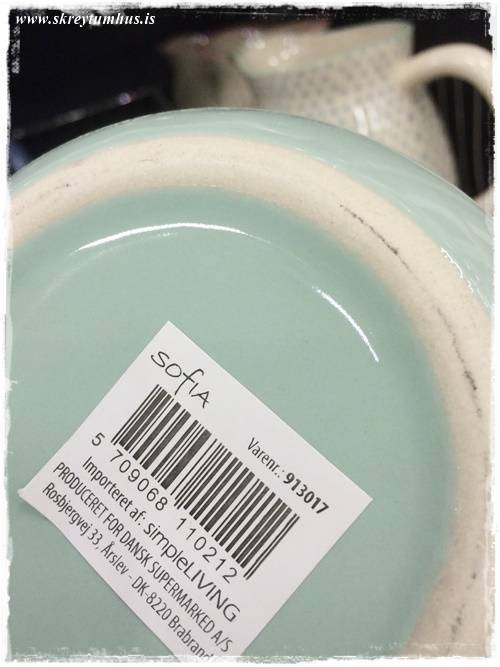 www.skreytumhus.is
sofiA
Varenr.: 913017
5 709068 110212
Importeret af: simpleLIVING
PRODUCERET FOR DANSK SUPERMARKED A/S
Rosbjergvej 33, Årslev - DK-8220 Brabrand